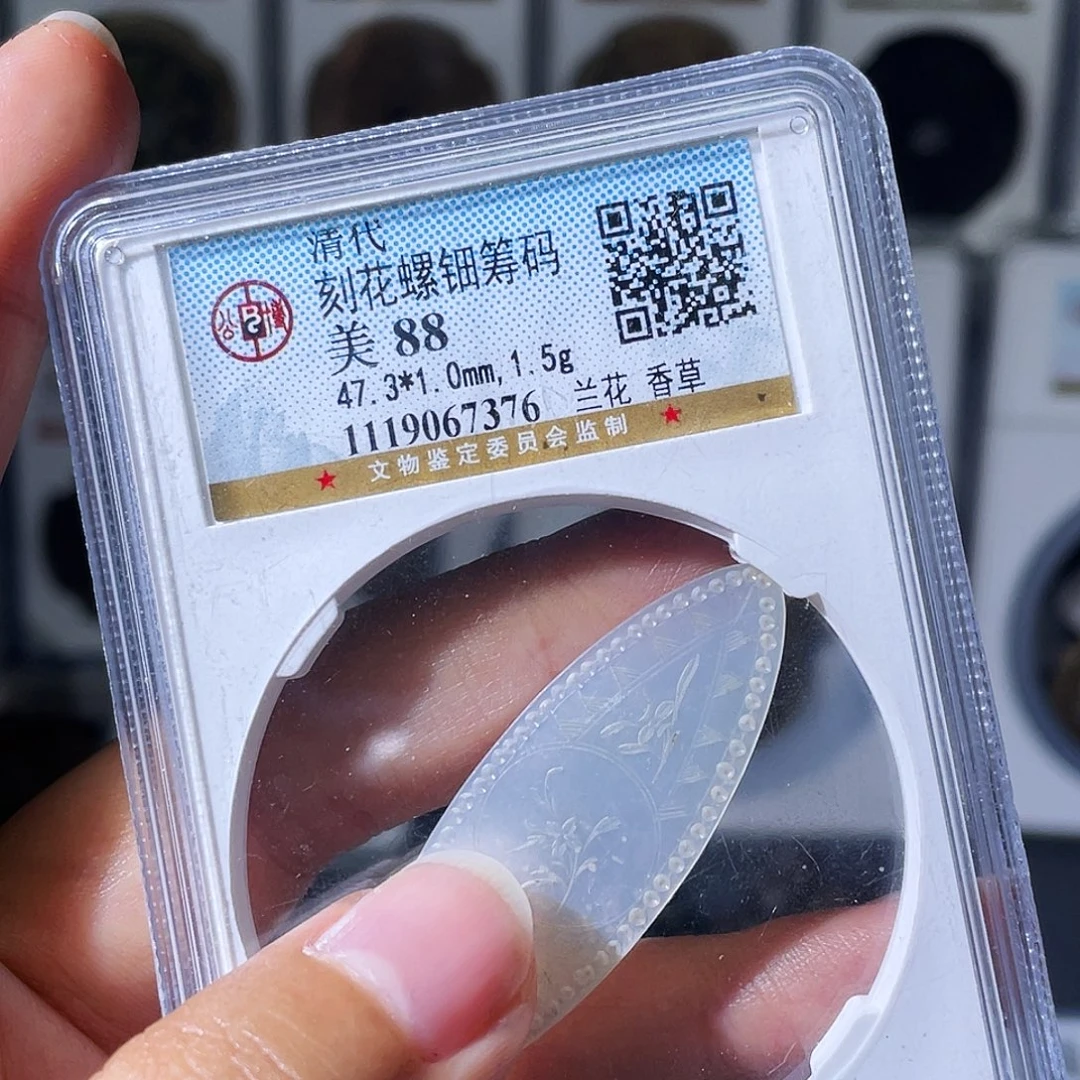 清代
刻花螺钿筹码
美 88
47.3*1.0mm,1.5g
1119067376 兰花 香草
文物鉴定委员会监制